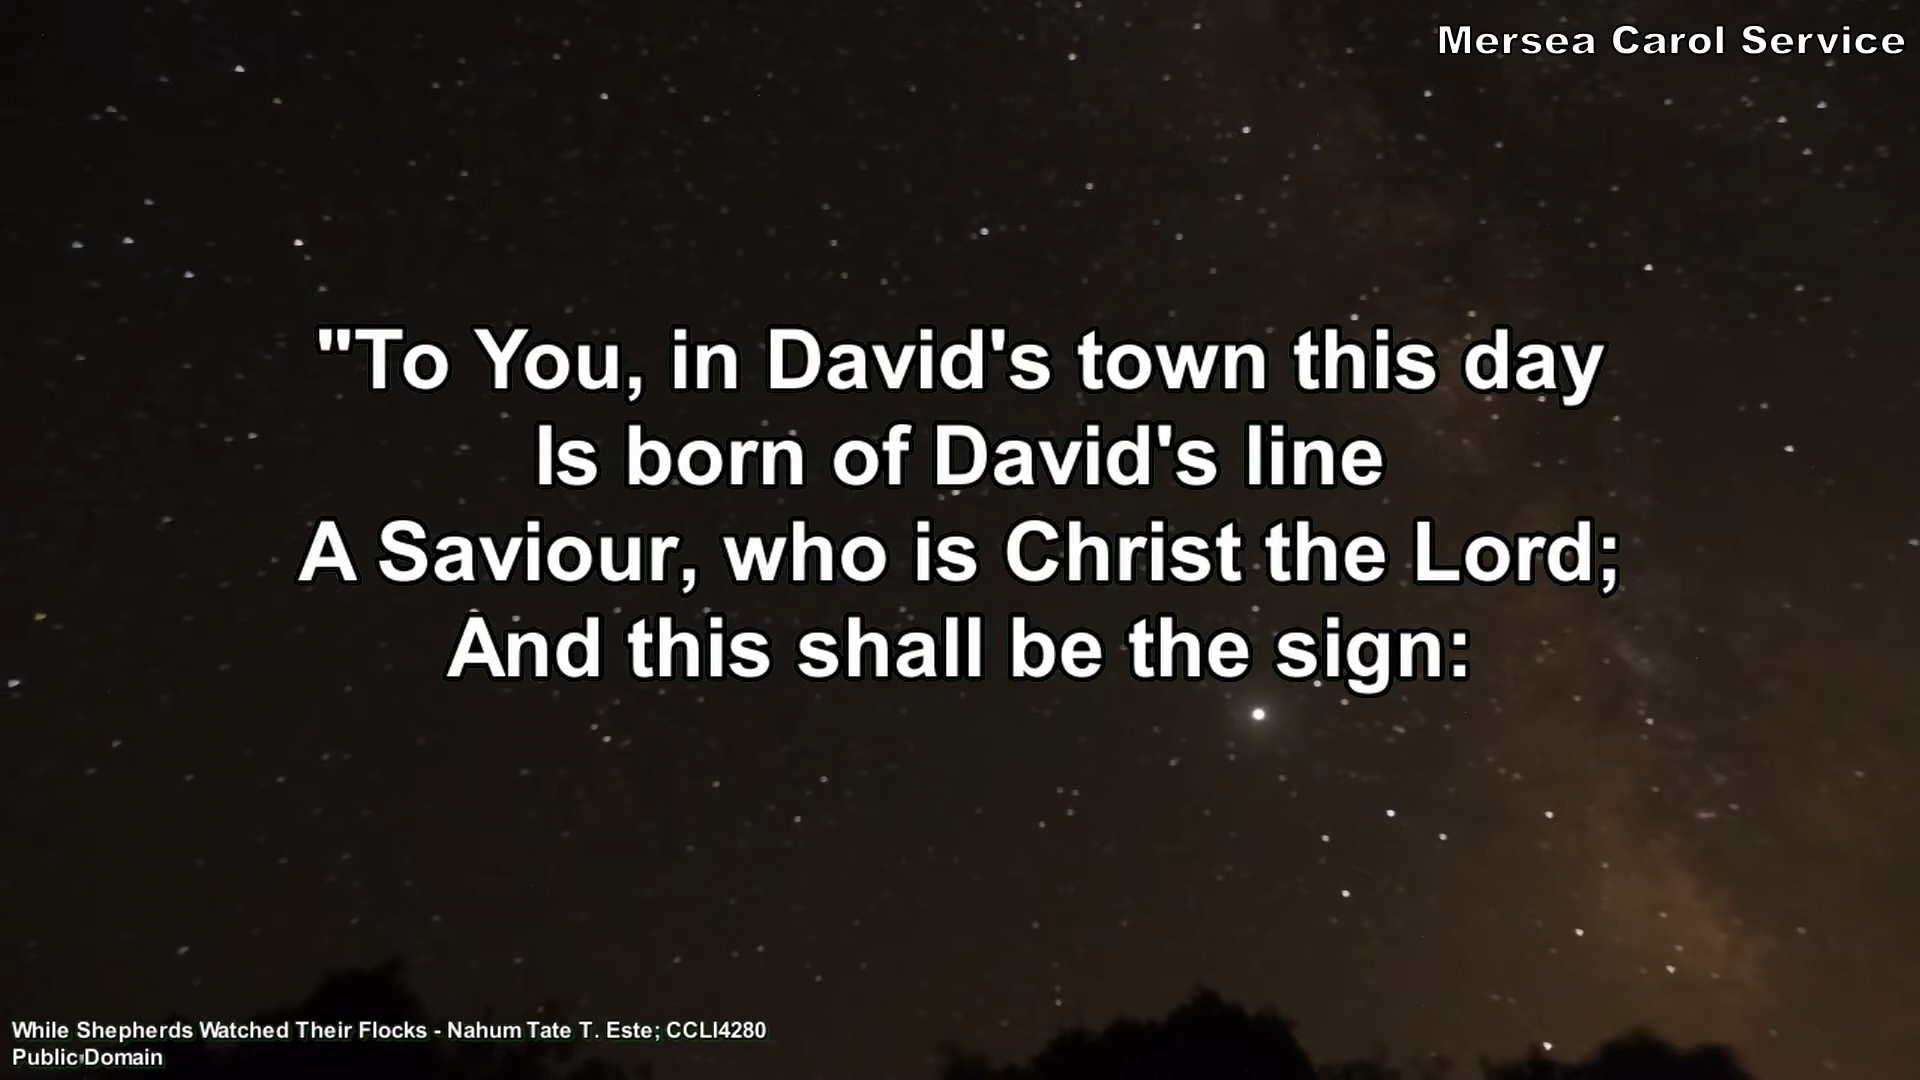 Mersea Carol Service
"To You, in David's town this day
Is born of David's line
A Saviour, who is Christ the Lord;
And this shall be the sign:
While Shepherds Watched Their Flocks - Nahum Tate T. Este; CCLI4280
Public Domain